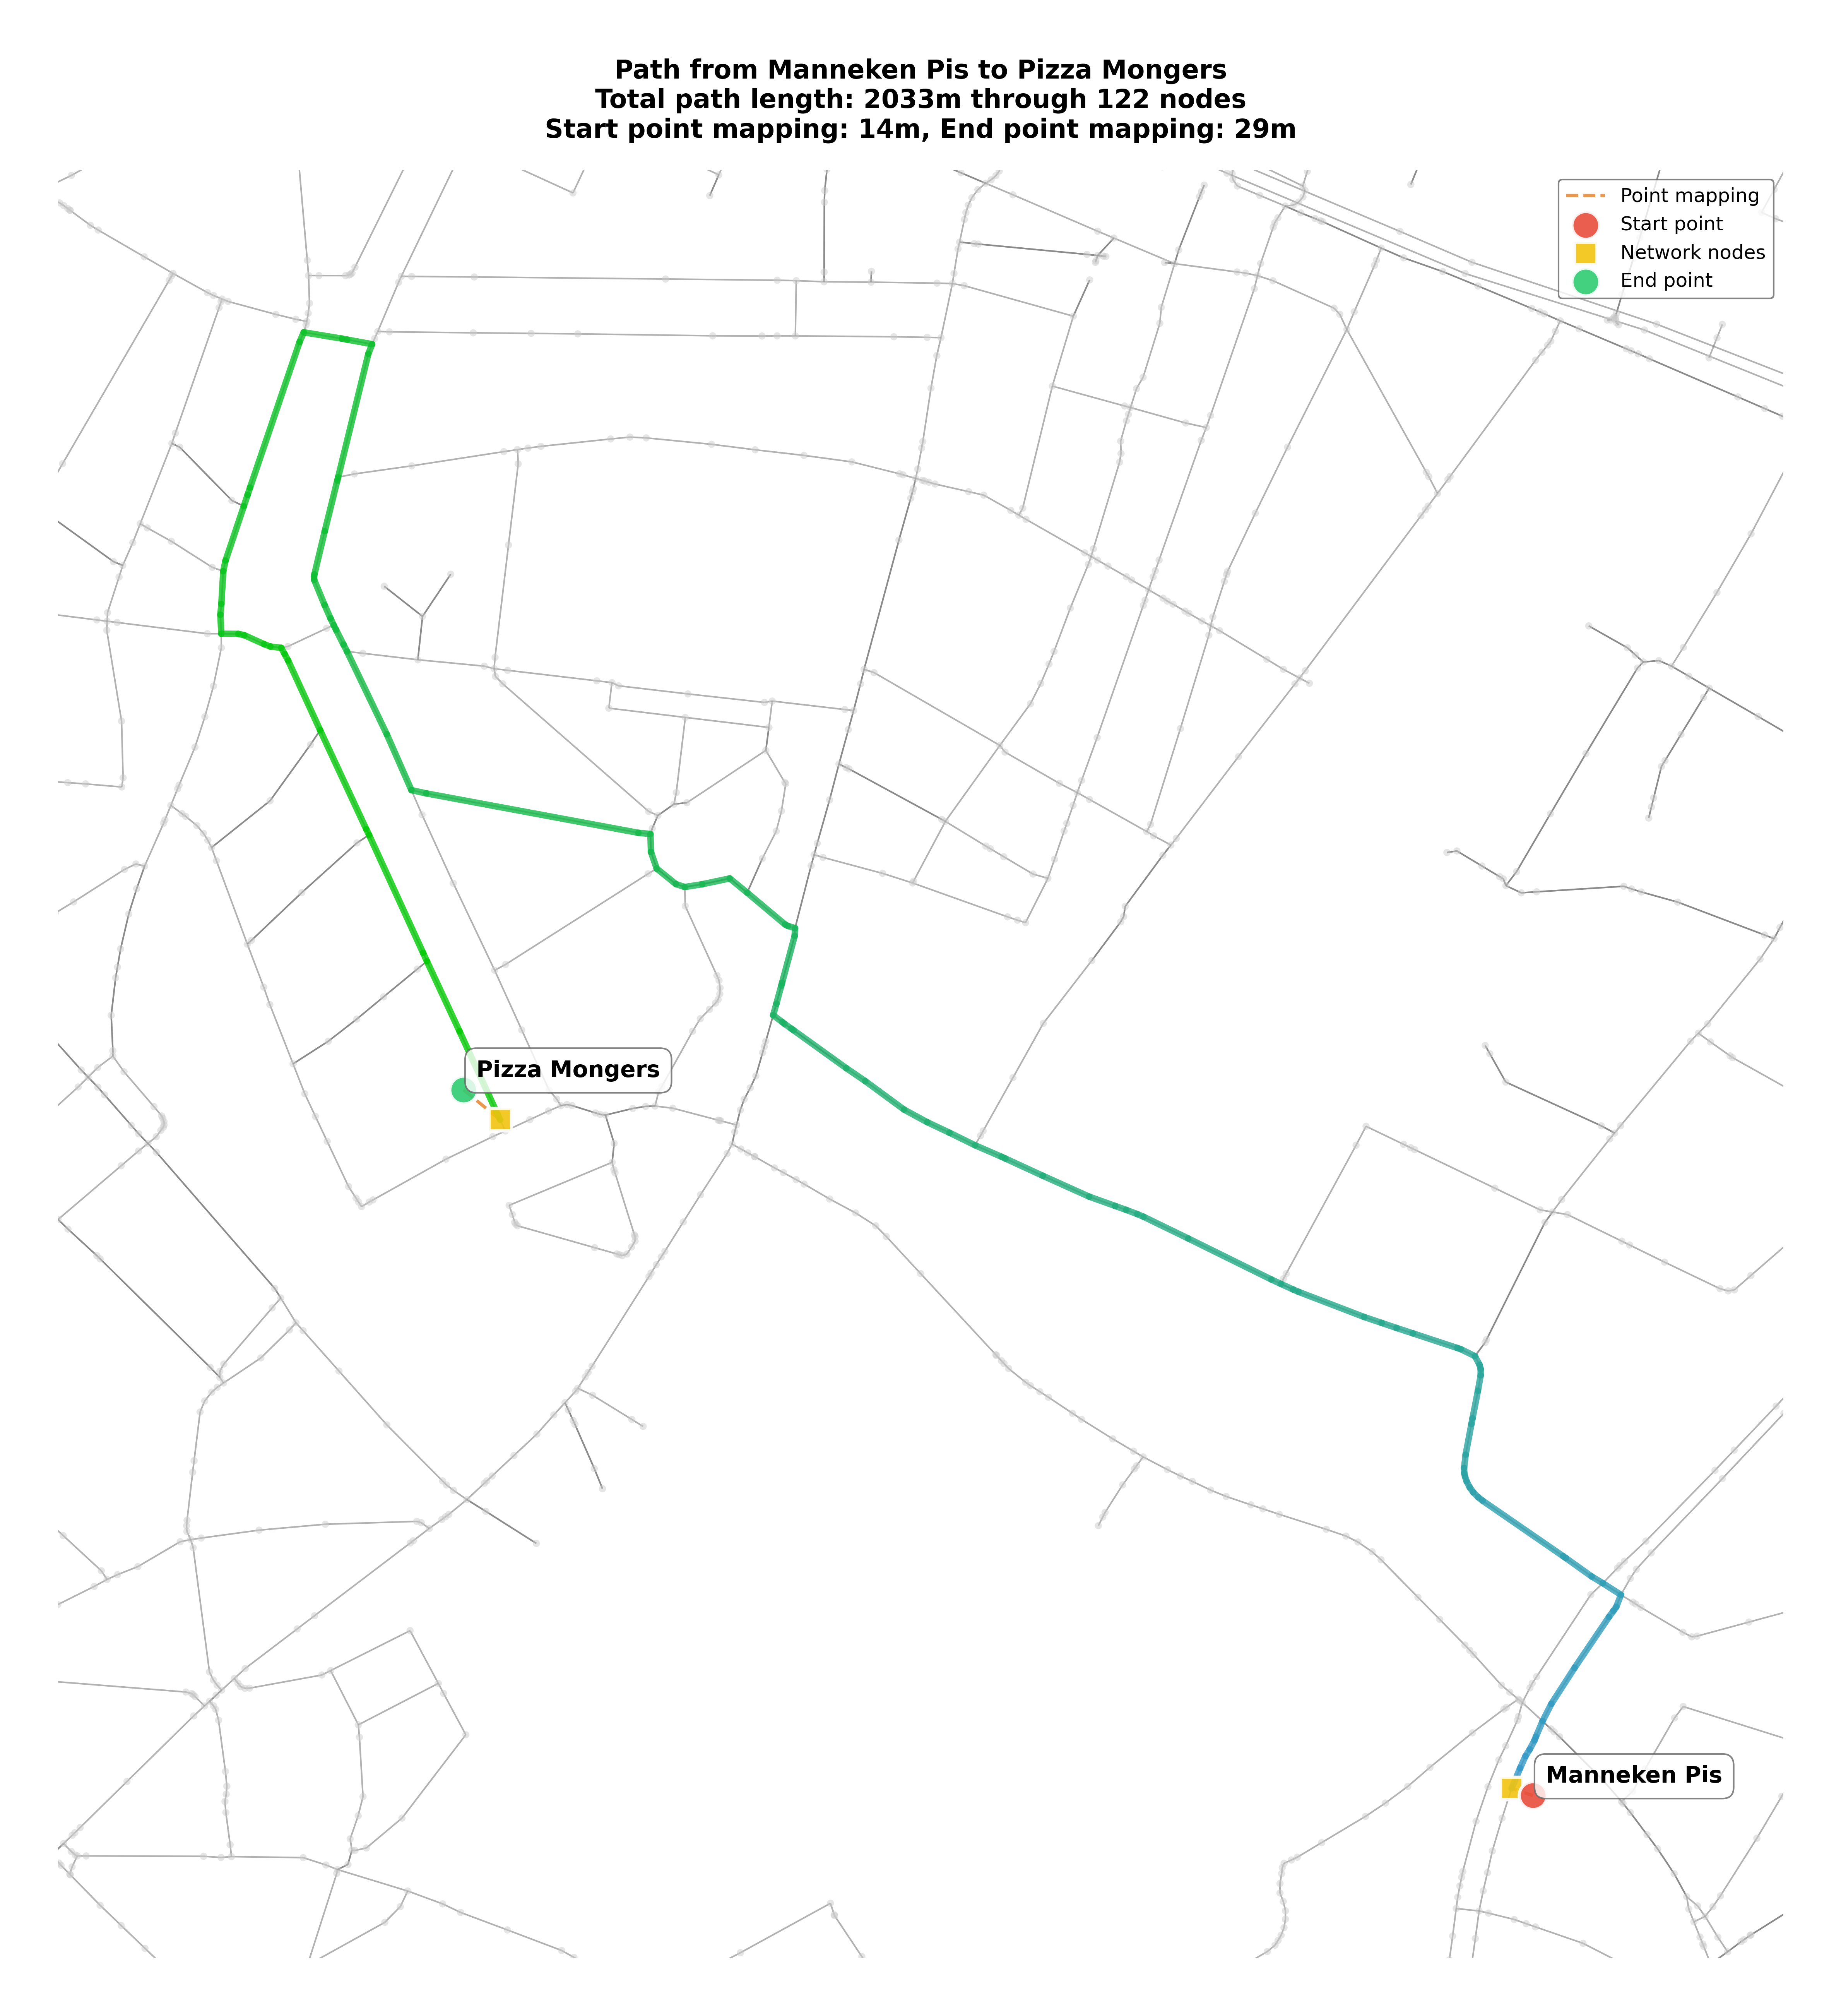 Path from Manneken Pis to Pizza Mongers
Total path length: 2033m through 122 nodes
Start point mapping: 14m, End point mapping: 29m
Point mapping
Start point
Network nodes
End point
Pizza Mongers
Manneken Pis